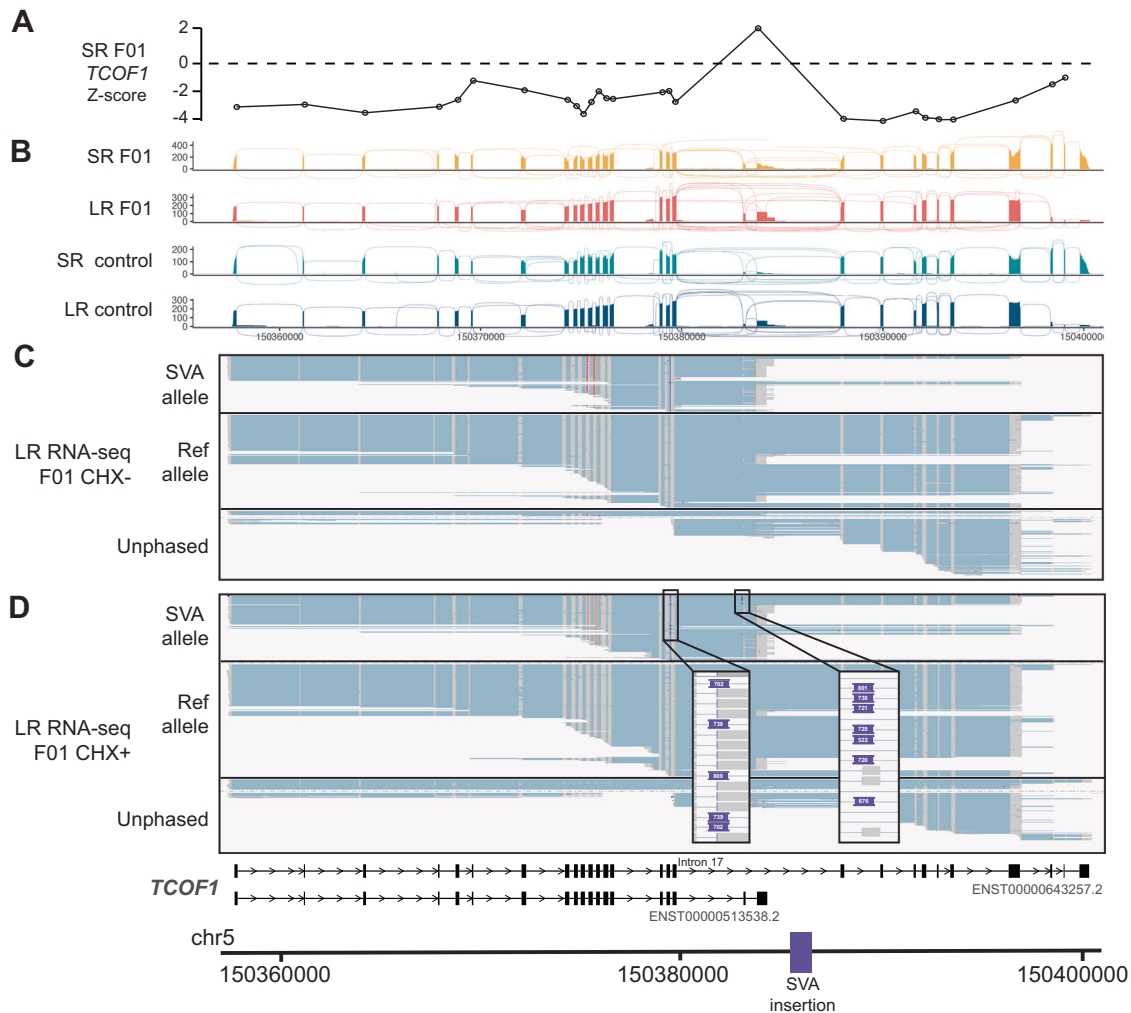 A
SR F01
TCOF1
Z-score
2
0
-2
-4
B
SR F01
400
200
0
LR F01
300
200
100
0
SR control
200
100
0
LR control
300
200
100
0
150360000
150370000
150380000
150390000
150400000
C
SVA
allele
LR RNA-seq
F01 CHX-
Ref
allele
Unphased
D
SVA
allele
LR RNA-seq
F01 CHX+
Ref
allele
Unphased
702
738
809
739
702
801
730
721
729
522
720
676
Intron 17
TCOF1
ENST00000643257.2
ENST00000513538.2
chr5
150360000
150380000
150400000
SVA
insertion